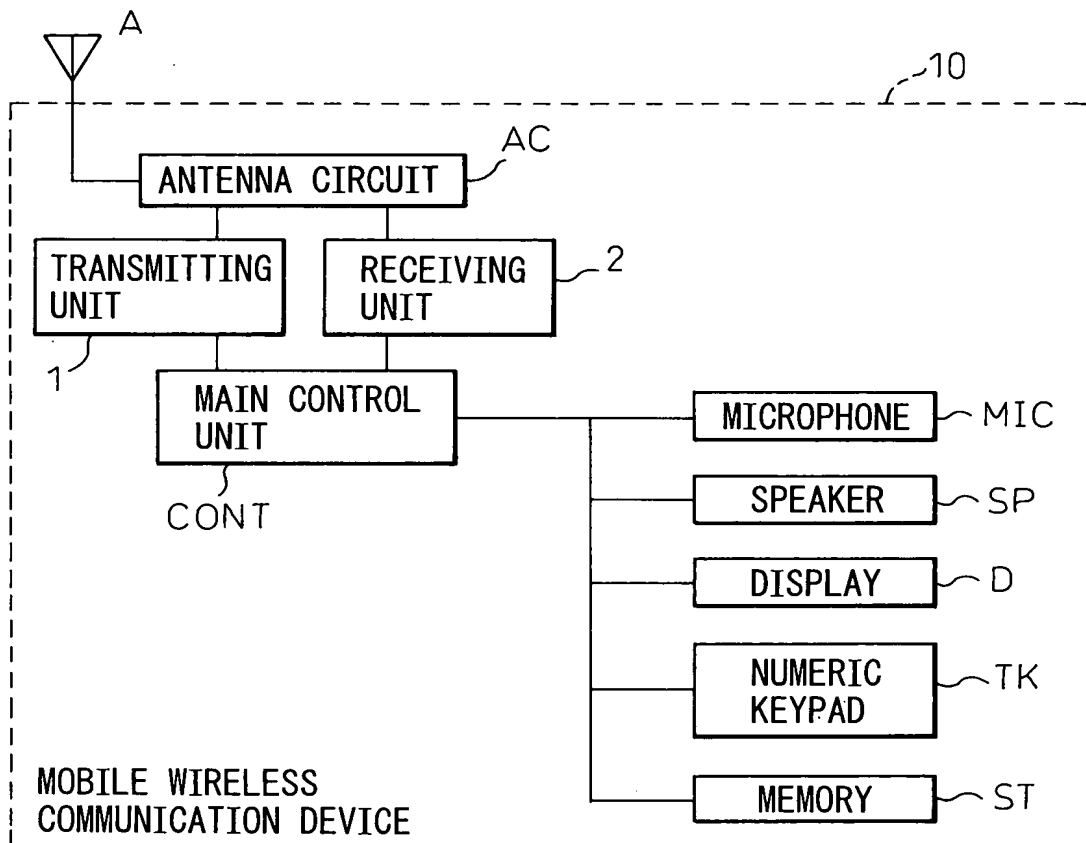 A
10
AC
ANTENNA CIRCUIT
TRANSMITTING
UNIT
RECEIVING
UNIT
2
1
MAIN CONTROL
UNIT
CONT
MICROPHONE
MIC
SPEAKER
SP
DISPLAY
D
NUMERIC
KEYPAD
TK
MEMORY
ST
MOBILE WIRELESS
COMMUNICATION DEVICE